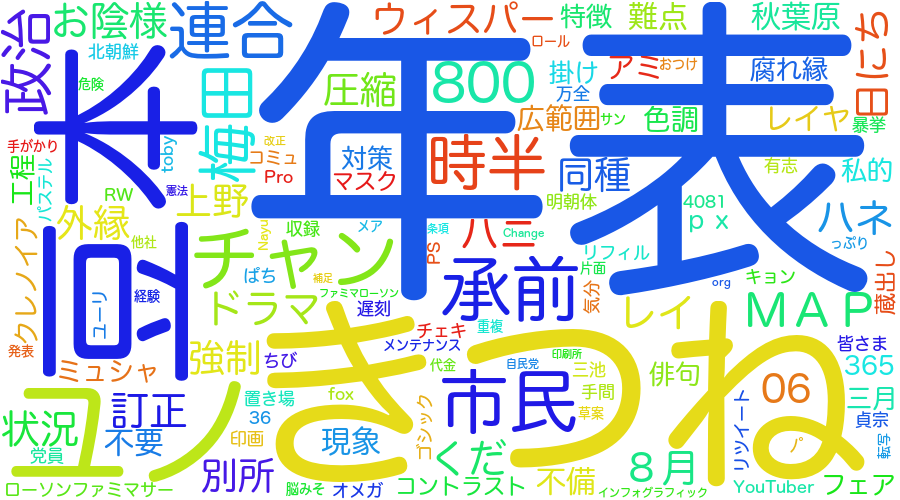 年表
きつね
豆本
ユノ
チャン
承前
市民
時半
800
連合
梅田
政治
お陰様
ウィスパー
特徴
難点
秋葉原
日にち
北朝鮮
ロール
危険
圧縮
掛け
アミ
おつけ
腐れ縁
万全
広範囲
サン
色調
レイヤ
暴挙
手がかり
toby
改正
コミュ
対策
Pro
マスク
同種
有志
私的
工程
パステル
RW
憲法
上野
明朝体
4081
px
ハネ
外縁
収録
メア
ハニ
条項
Change
っぷり
他社
Nayu
PS
リフィル
クレノイア
ユーリ
経験
ぱち
補足
片面
キョン
蔵出し
ドラマ
ファミマローソン
気分
org
レイ
MAP
発表
遅刻
チェキ
重複
ミュシャ
強制
ちび
メンテナンス
印刷所
皆さま
代金
自民党
三池
俳句
365
状況
訂正
置き場
fox
手間
06
三月
不要
36
ゴシック
草案
リツイート
貞宗
党員
印画
現象
くだ
パ
転写
別所
不備
8月
ローソンファミマサー
脳みそ
オメガ
コントラスト
インフォグラフィック
YouTuber
フェア